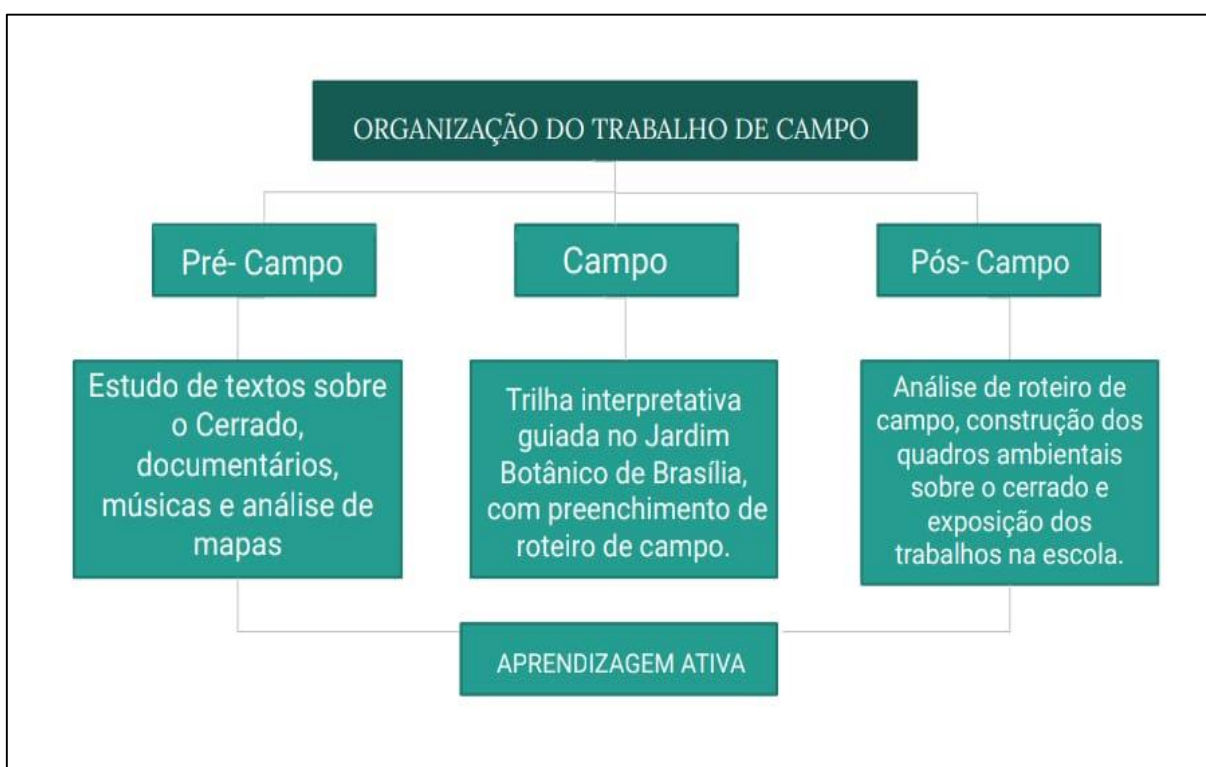 ORGANIZAÇÃO DO TRABALHO DE CAMPO
Pré- Campo
Campo
Pós- Campo
Estudo de textos sobre
o Cerrado,
documentários,
músicas e análise de
mapas
Trilha interpretativa
guiada no Jardim
Botânico de Brasília,
com preenchimento de
roteiro de campo.
Análise de roteiro de
campo, construção dos
quadros ambientais
sobre o cerrado e
exposição dos
trabalhos na escola.
APRENDIZAGEM ATIVA